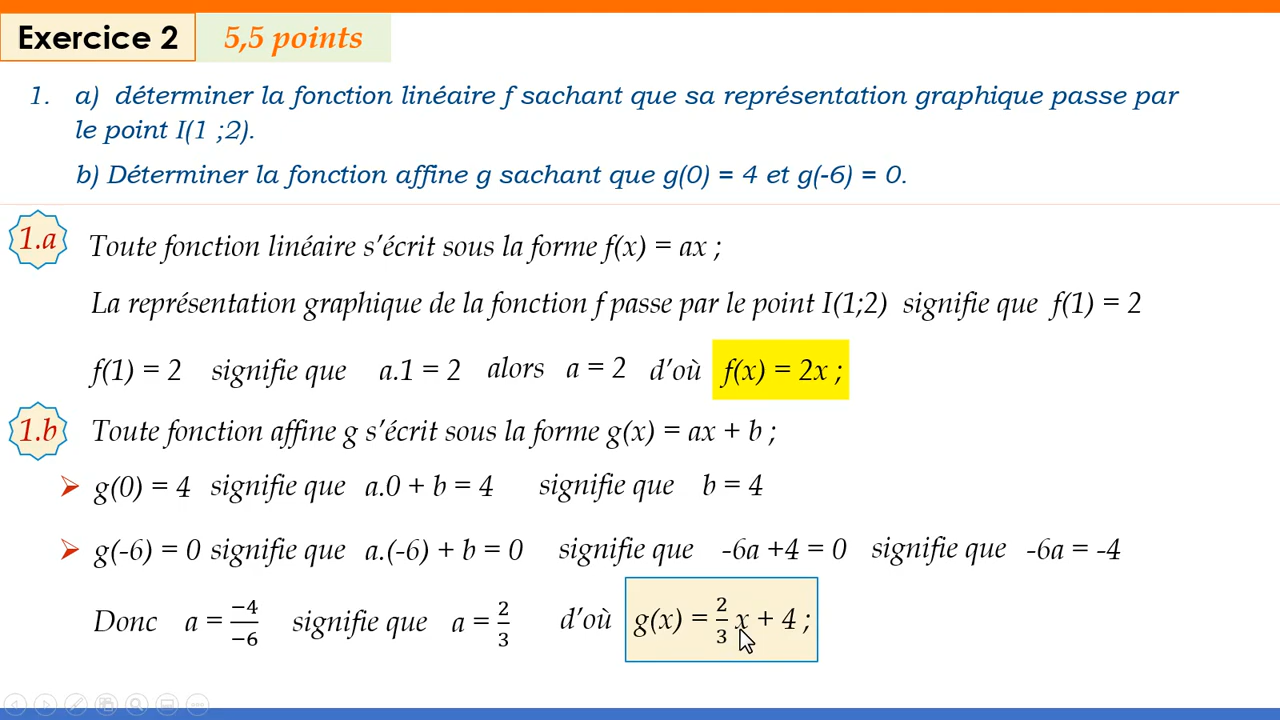 Exercice 2 5,5 points
1. a) déterminer la fonction linéaire f sachant que sa représentation graphique passe par
le point I(1 ;2).
b) Déterminer la fonction affine g sachant que g(0) = 4 et g(-6) = 0.
1.a Toute fonction linéaire s’écrit sous la forme f(x) = ax ;
La représentation graphique de la fonction f passe par le point I(1;2) signifie que f(1) = 2
f(1) = 2 signifie que a.1 = 2 alors a = 2 d’où f(x) = 2x ;
1.b Toute fonction affine g s’écrit sous la forme g(x) = ax + b ;
➢ g(0) = 4 signifie que a.0 + b = 4 signifie que b = 4
➢ g(-6) = 0 signifie que a.(-6) + b = 0 signifie que -6a +4 = 0 signifie que -6a = -4
Donc a = −4/−6 signifie que a = 2/3 d’où g(x) = 2/3 x + 4 ;